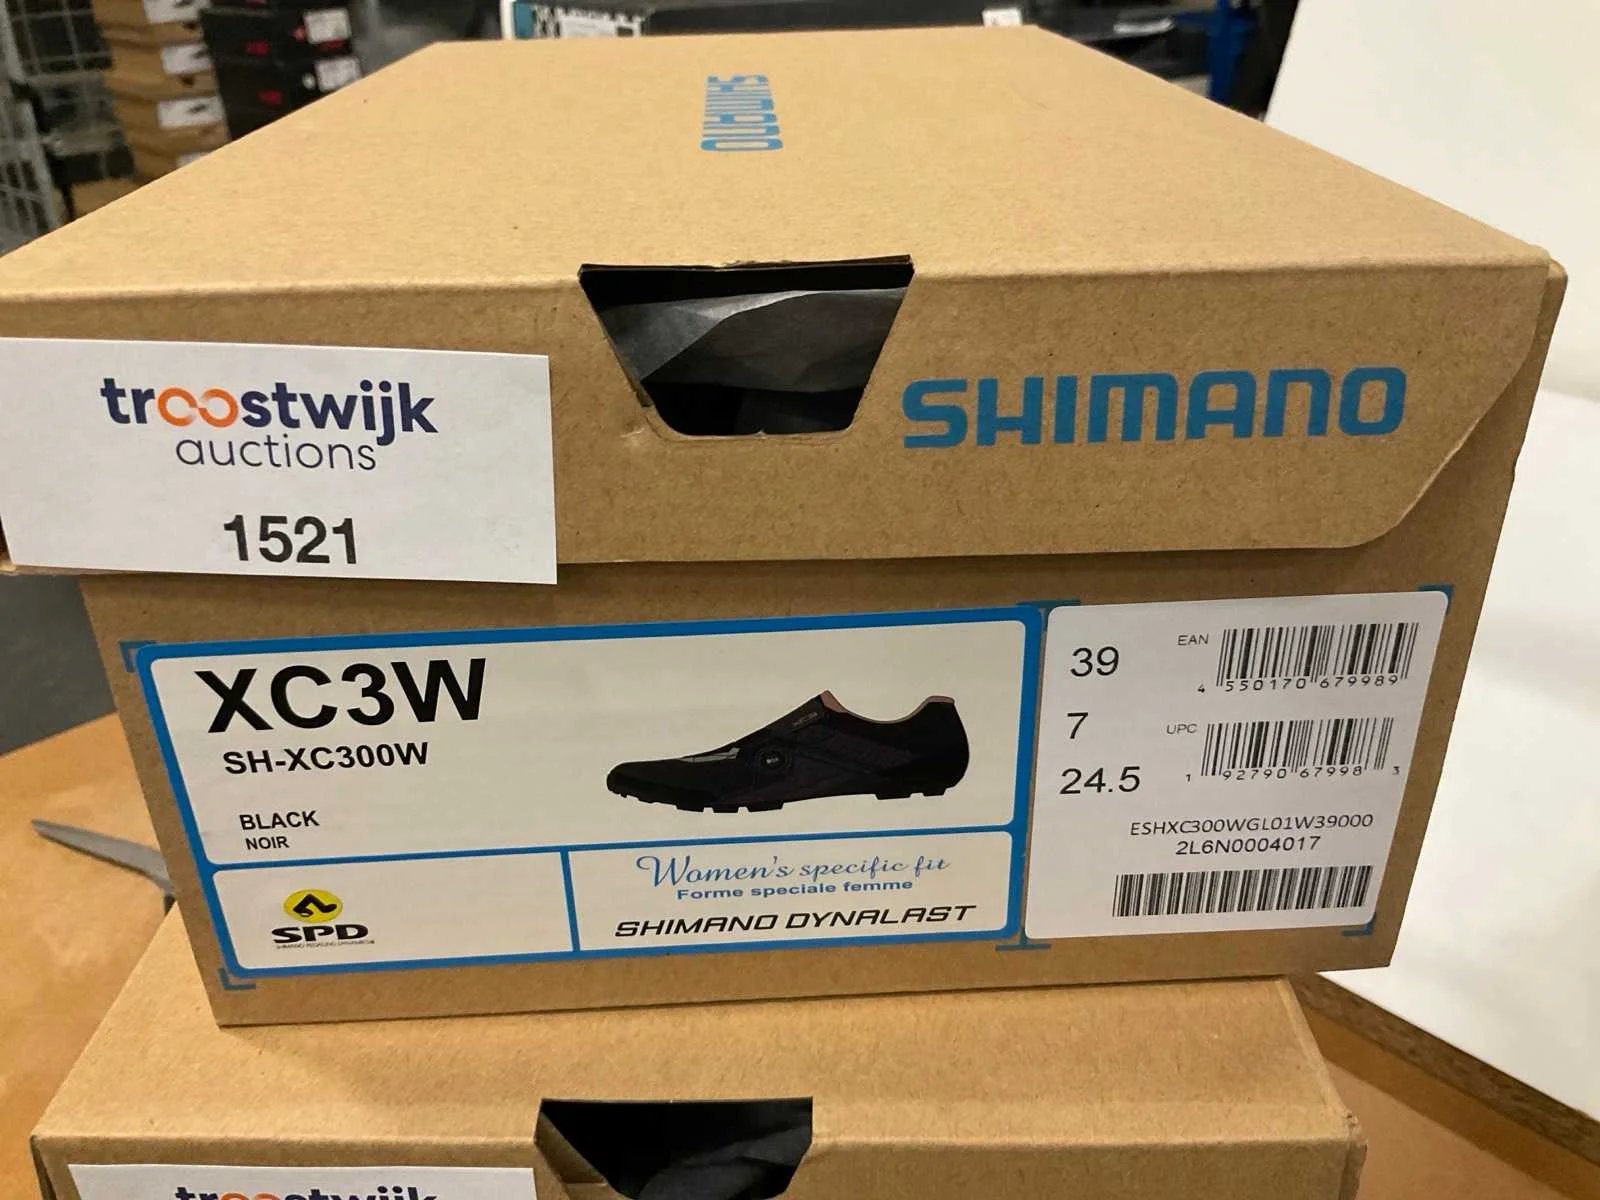 SHIMANO
SHIMANO
troostwijk
auctions
1521
XC3W
SH-XC300W
BLACK
NOIR
SPD
Women's specific fit
Forme speciale femme
SHIMANO DYNALAST
39
7
24.5
EAN
4 550170 679989
UPC
1 92790 67998 3
ESHXC300WGL01W39000
2L6N0004017
troostwijk